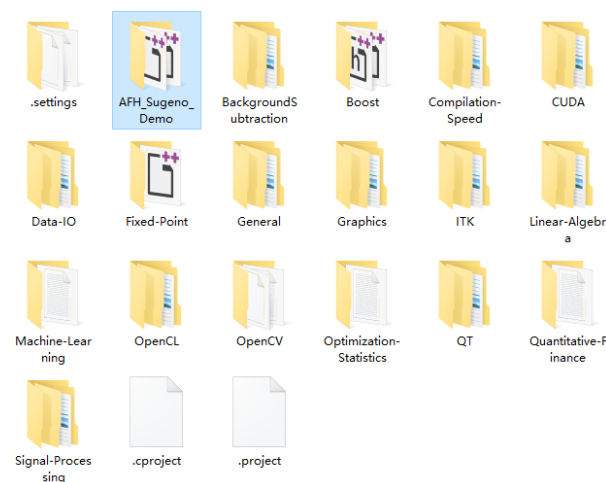 .settings
AFH_Sugeno_
Demo
BackgroundS
ubtraction
Boost
Compilation-
Speed
CUDA
Data-IO
Fixed-Point
General
Graphics
ITK
Linear-Algebr
a
Machine-Lear
ning
OpenCL
OpenCV
Optimization-
Statistics
QT
Quantitative-F
inance
Signal-Proces
sing
.cproject
.project